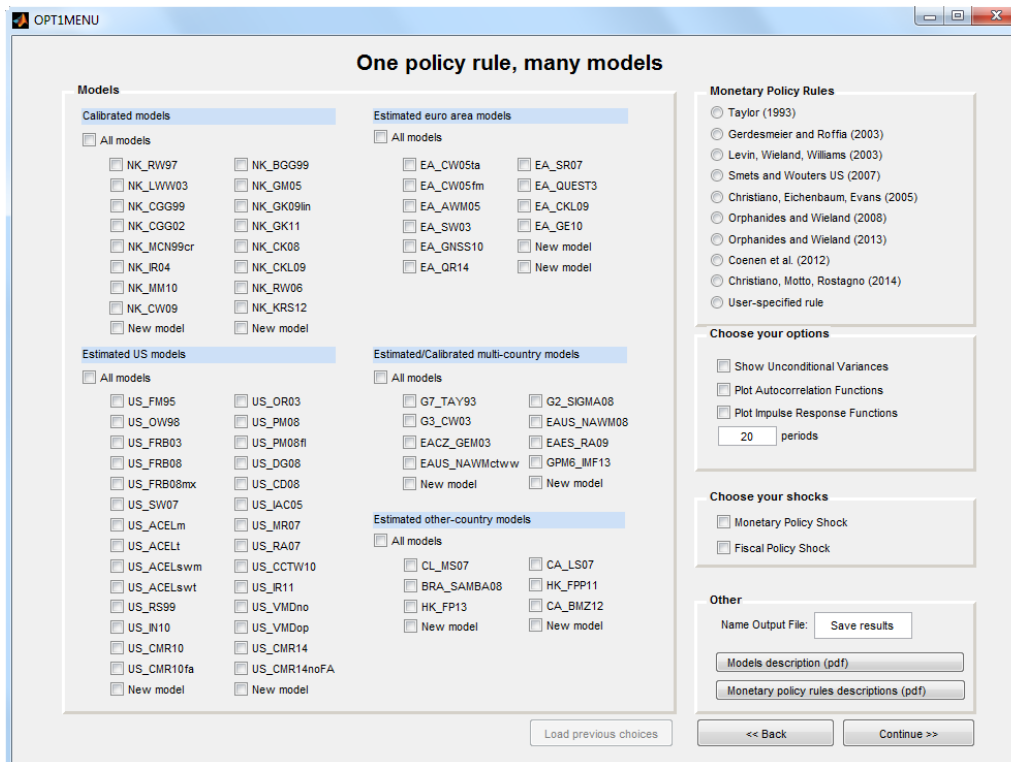 OPT1MENU
One policy rule, many models
Models
Calibrated models
All models
NK_RW97
NK_LWW03
NK_CGG99
NK_CGG02
NK_MCN99cr
NK_IR04
NK_MM10
NK_CW09
New model
NK_BGG99
NK_GM05
NK_GK09lin
NK_GK11
NK_CK08
NK_CKL09
NK_RW06
NK_KRS12
New model
Estimated US models
All models
US_FM95
US_OW98
US_FRB03
US_FRB08
US_FRB08mx
US_SW07
US_ACELm
US_ACELt
US_ACELswm
US_ACELswt
US_RS99
US_IN10
US_CMR10
US_CMR10fa
New model
US_OR03
US_PM08
US_PM08fl
US_DG08
US_CD08
US_IAC05
US_MR07
US_RA07
US_CCTW10
US_IR11
US_VMDno
US_VMDop
US_CMR14
US_CMR14noFA
New model
Estimated euro area models
All models
EA_CW05ta
EA_CW05fm
EA_AWM05
EA_SW03
EA_GNSS10
EA_QR14
EA_SR07
EA_QUEST3
EA_CKL09
EA_GE10
New model
New model
Estimated/Calibrated multi-country models
All models
G7_TAY93
G3_CW03
EACZ_GEM03
EAUS_NAWMctww
New model
G2_SIGMA08
EAUS_NAWM08
EAES_RA09
GPM6_IMF13
New model
Estimated other-country models
All models
CL_MS07
BRA_SAMBA08
HK_FP13
New model
CA_LS07
HK_FPP11
CA_BMZ12
New model
Monetary Policy Rules
Taylor (1993)
Gerdesmeier and Roffia (2003)
Levin, Wieland, Williams (2003)
Smets and Wouters US (2007)
Christiano, Eichenbaum, Evans (2005)
Orphanides and Wieland (2008)
Orphanides and Wieland (2013)
Coenen et al. (2012)
Christiano, Motto, Rostagno (2014)
User-specified rule
Choose your options
Show Unconditional Variances
Plot Autocorrelation Functions
Plot Impulse Response Functions
20 periods
Choose your shocks
Monetary Policy Shock
Fiscal Policy Shock
Other
Name Output File: Save results
Models description (pdf)
Monetary policy rules descriptions (pdf)
Load previous choices
<< Back
Continue >>